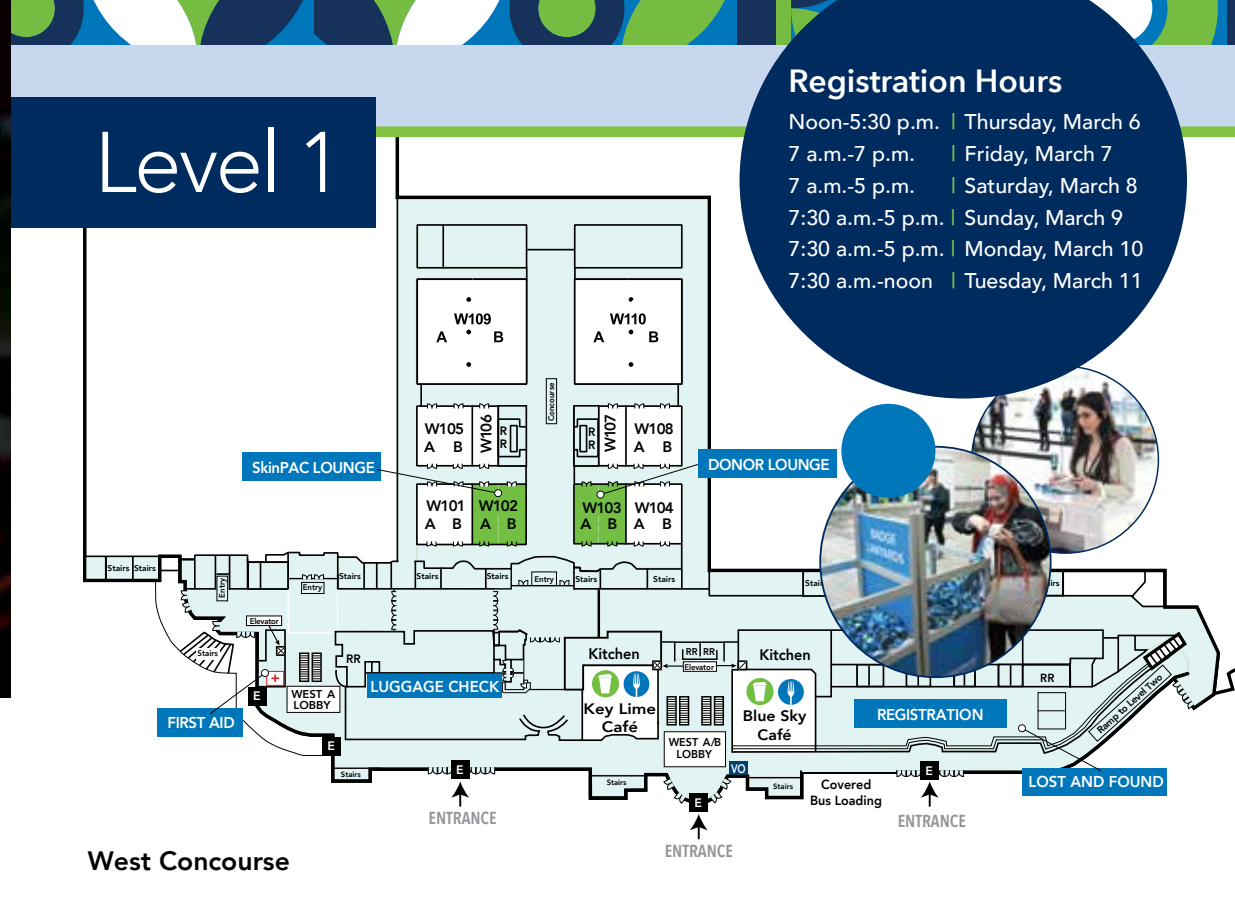 Level 1
Registration Hours
Noon-5:30 p.m. | Thursday, March 6
7 a.m.-7 p.m. | Friday, March 7
7 a.m.-5 p.m. | Saturday, March 8
7:30 a.m.-5 p.m. | Sunday, March 9
7:30 a.m.-5 p.m. | Monday, March 10
7:30 a.m.-noon | Tuesday, March 11
W109
A B
W110
A B
Concourse
W105
A B
W106
RR
RR
W107
W108
A B
SkinPAC LOUNGE
DONOR LOUNGE
W101
A B
W102
A B
W103
A B
W104
A B
BADGE
LANYARDS
Stairs
Stairs
Entry
Entry
Stairs
Stairs
Stairs
Entry
Stairs
Stairs
Elevator
Stairs
RR
Kitchen
RR
RR
Elevator
Kitchen
RR
LUGGAGE CHECK
+
WEST A
LOBBY
E
FIRST AID
E
Key Lime
Café
Blue Sky
Café
REGISTRATION
Ramp to Level Two
WEST A/B
LOBBY
VO
Stairs
E
Stairs
Stairs
E
E
Covered
Bus Loading
LOST AND FOUND
ENTRANCE
ENTRANCE
ENTRANCE
West Concourse